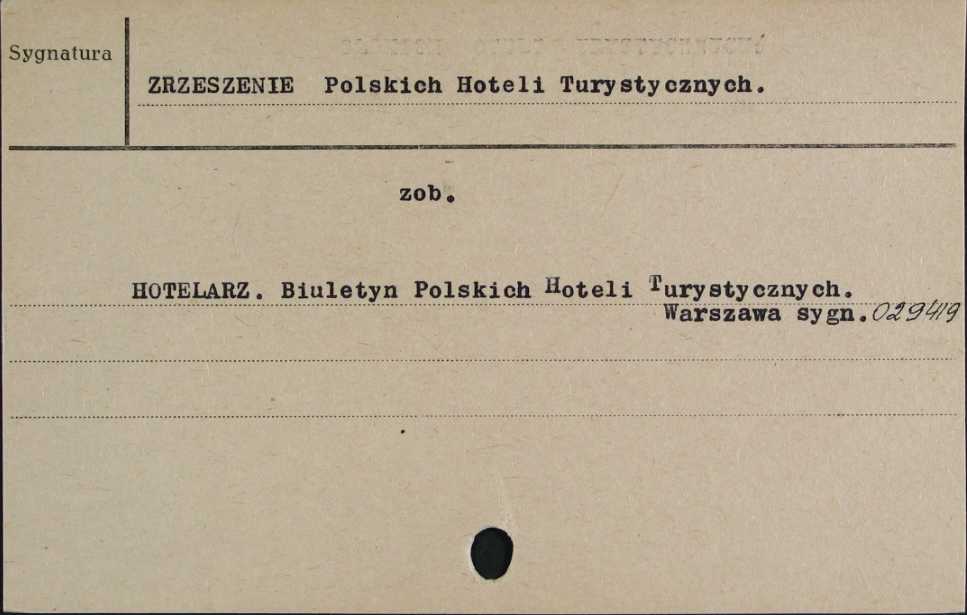 Sygnatura
ZRZESZENIE Polskich Hoteli Turystycznych.
zob.
HOTELARZ. Biuletyn Polskich Hoteli Turystycznych.
Warszawa sygn. 029419